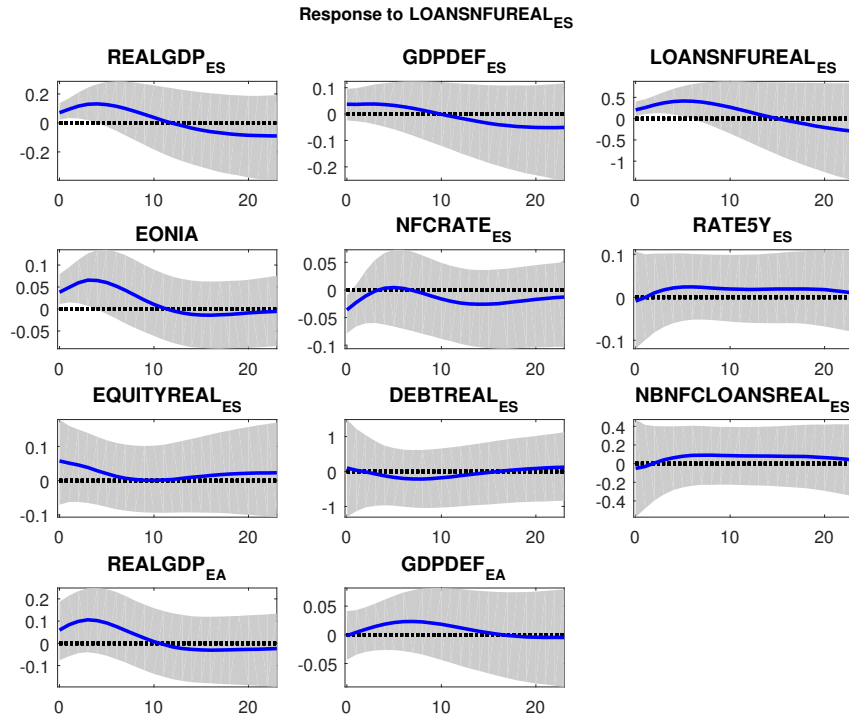 Response to LOANSNFUREAL_ES
REALGDP_ES GDPDEF_ES LOANSNFUREAL_ES
0.2 0 -0.2 0 10 20
0.1 0 -0.1 -0.2 0 10 20
0.5 0 -0.5 -1 0 10 20
EONIA NFCRATE_ES RATE5Y_ES
0.1 0.05 0 -0.05 0 10 20
0.05 0 -0.05 -0.1 0 10 20
0.1 0 -0.1 0 10 20
EQUITYREAL_ES DEBTREAL_ES NBNFCLOANSREAL_ES
0.1 0 -0.1 0 10 20
1 0 -1 0 10 20
0.4 0.2 0 -0.2 -0.4 0 10 20
REALGDP_EA GDPDEF_EA
0.2 0.1 0 -0.1 0 10 20
0.05 0 -0.05 0 10 20